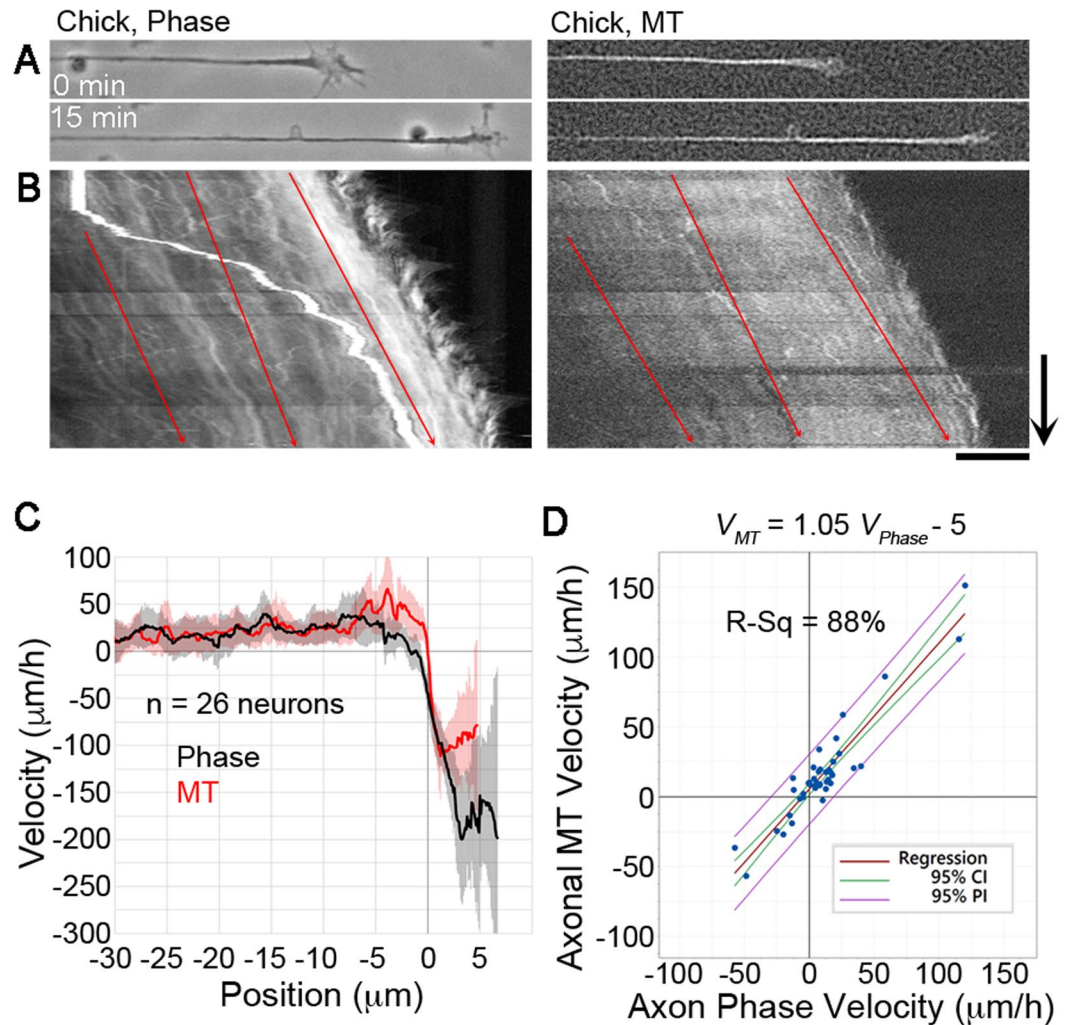 Chick, Phase
Chick, MT
A
0 min
15 min
B
C
100
50
0
-50
-100
-150
-200
-250
-300
Velocity (μm/h)
n = 26 neurons
Phase
MT
-30 -25 -20 -15 -10 -5 0 5
Position (μm)
D
V_MT = 1.05 V_Phase - 5
R-Sq = 88%
150
100
50
0
-50
-100
Axonal MT Velocity (μm/h)
Regression
95% CI
95% PI
-100 -50 0 50 100 150
Axon Phase Velocity (μm/h)